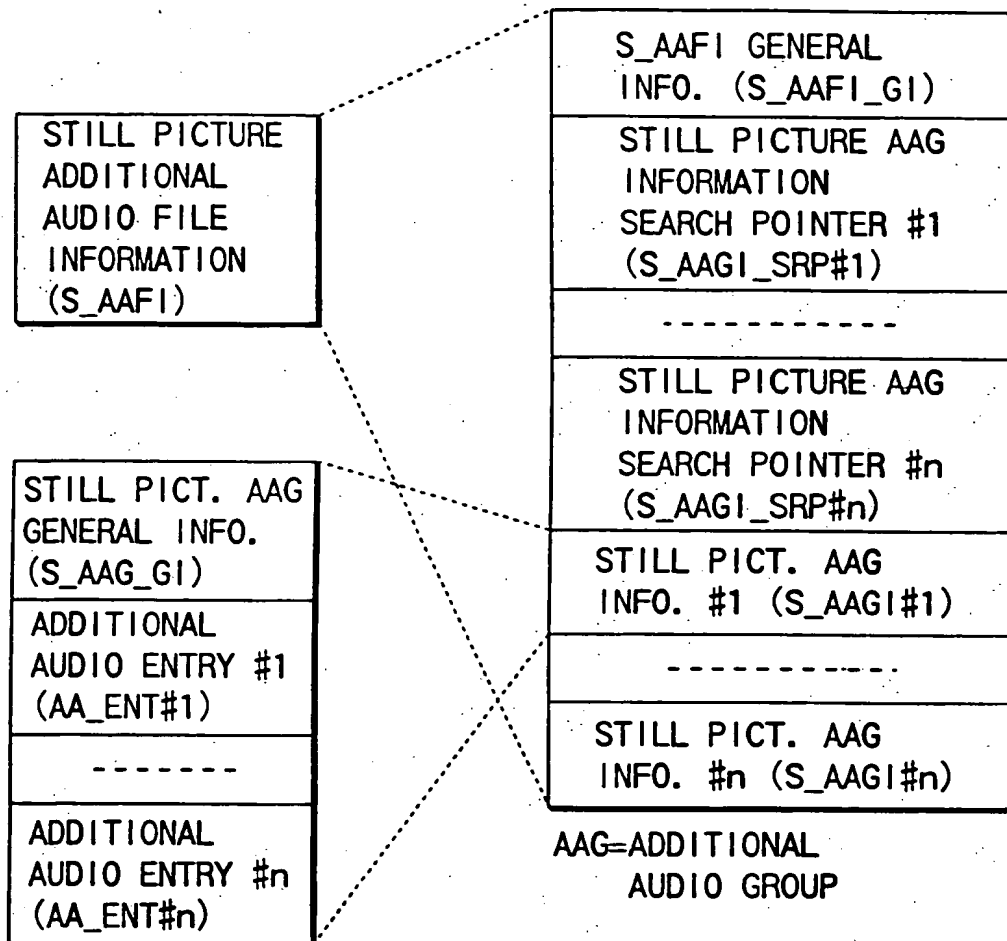 STILL PICTURE
ADDITIONAL
AUDIO FILE
INFORMATION
(S_AAFI)
S_AAFI GENERAL
INFO. (S_AAFI_GI)
STILL PICTURE AAG
INFORMATION
SEARCH POINTER #1
(S_AAGI_SRP#1)
-----------
STILL PICTURE AAG
INFORMATION
SEARCH POINTER #n
(S_AAGI_SRP#n)
STILL PICT. AAG
INFO. #1 (S_AAGI#1)
-----------
STILL PICT. AAG
INFO. #n (S_AAGI#n)
STILL PICT. AAG
GENERAL INFO.
(S_AAG_GI)
ADDITIONAL
AUDIO ENTRY #1
(AA_ENT#1)
-------
ADDITIONAL
AUDIO ENTRY #n
(AA_ENT#n)
AAG=ADDITIONAL
AUDIO GROUP